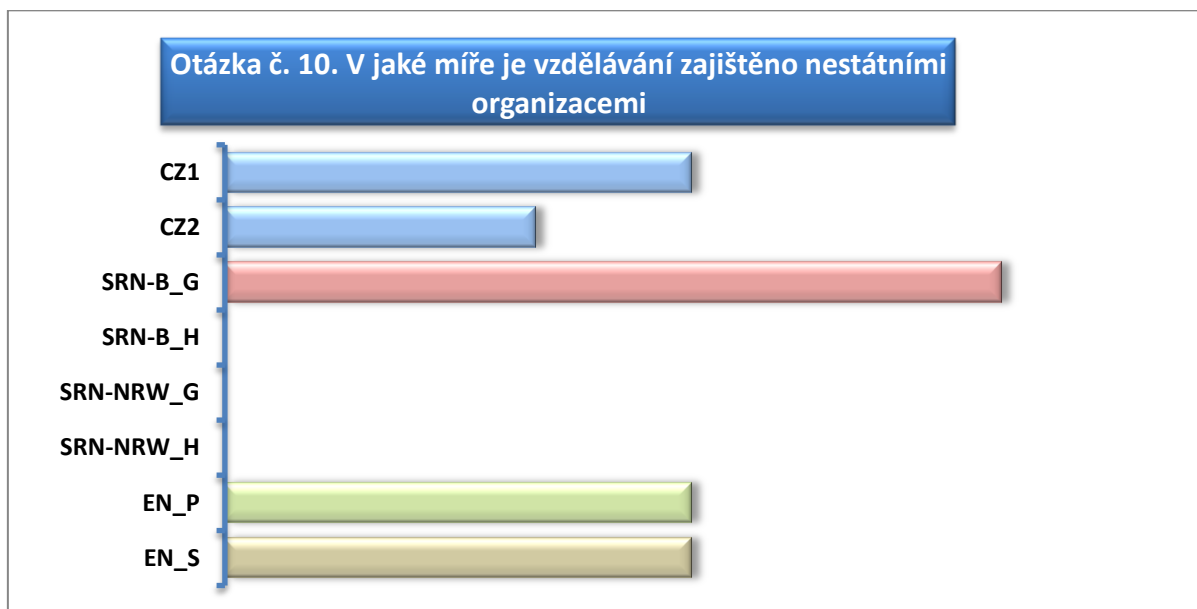 Otázka č. 10. V jaké míře je vzdělávání zajištěno nestátními
organizacemi
CZ1
CZ2
SRN-B_G
SRN-B_H
SRN-NRW_G
SRN-NRW_H
EN_P
EN_S